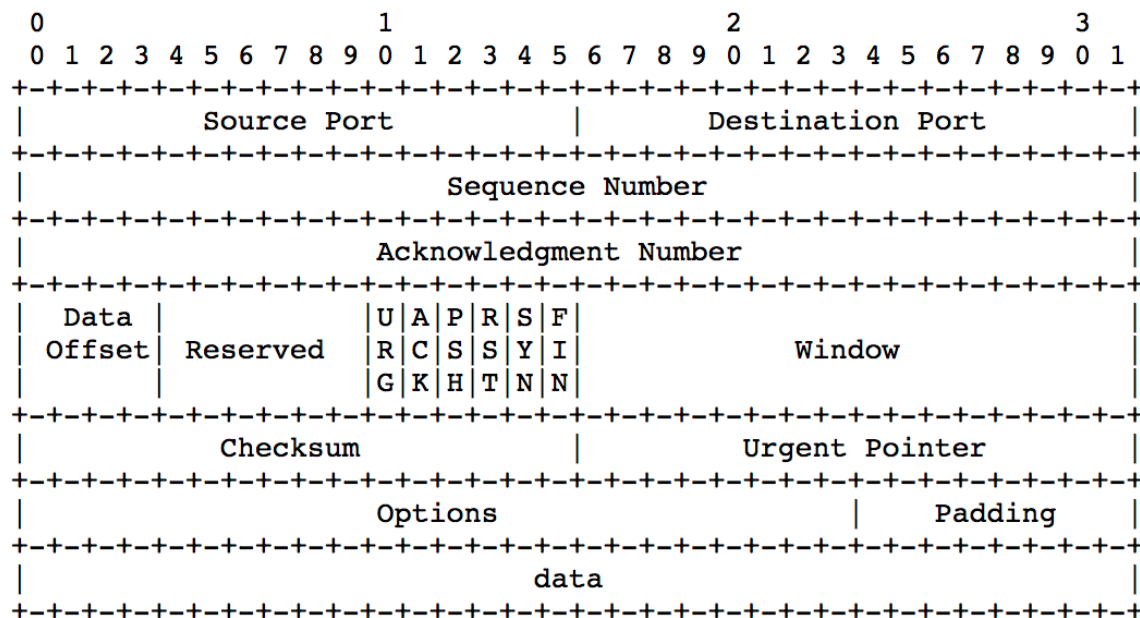 0                   1                   2                   3
 0 1 2 3 4 5 6 7 8 9 0 1 2 3 4 5 6 7 8 9 0 1 2 3 4 5 6 7 8 9 0 1
+-+-+-+-+-+-+-+-+-+-+-+-+-+-+-+-+-+-+-+-+-+-+-+-+-+-+-+-+-+-+-+-+
|          Source Port          |       Destination Port        |
+-+-+-+-+-+-+-+-+-+-+-+-+-+-+-+-+-+-+-+-+-+-+-+-+-+-+-+-+-+-+-+-+
|                        Sequence Number                        |
+-+-+-+-+-+-+-+-+-+-+-+-+-+-+-+-+-+-+-+-+-+-+-+-+-+-+-+-+-+-+-+-+
|                    Acknowledgment Number                      |
+-+-+-+-+-+-+-+-+-+-+-+-+-+-+-+-+-+-+-+-+-+-+-+-+-+-+-+-+-+-+-+-+
|  Data |           |U|A|P|R|S|F|                               |
| Offset| Reserved  |R|C|S|S|Y|I|            Window             |
|       |           |G|K|H|T|N|N|                               |
+-+-+-+-+-+-+-+-+-+-+-+-+-+-+-+-+-+-+-+-+-+-+-+-+-+-+-+-+-+-+-+-+
|           Checksum            |         Urgent Pointer        |
+-+-+-+-+-+-+-+-+-+-+-+-+-+-+-+-+-+-+-+-+-+-+-+-+-+-+-+-+-+-+-+-+
|                    Options                    |    Padding    |
+-+-+-+-+-+-+-+-+-+-+-+-+-+-+-+-+-+-+-+-+-+-+-+-+-+-+-+-+-+-+-+-+
|                             data                              |
+-+-+-+-+-+-+-+-+-+-+-+-+-+-+-+-+-+-+-+-+-+-+-+-+-+-+-+-+-+-+-+-+